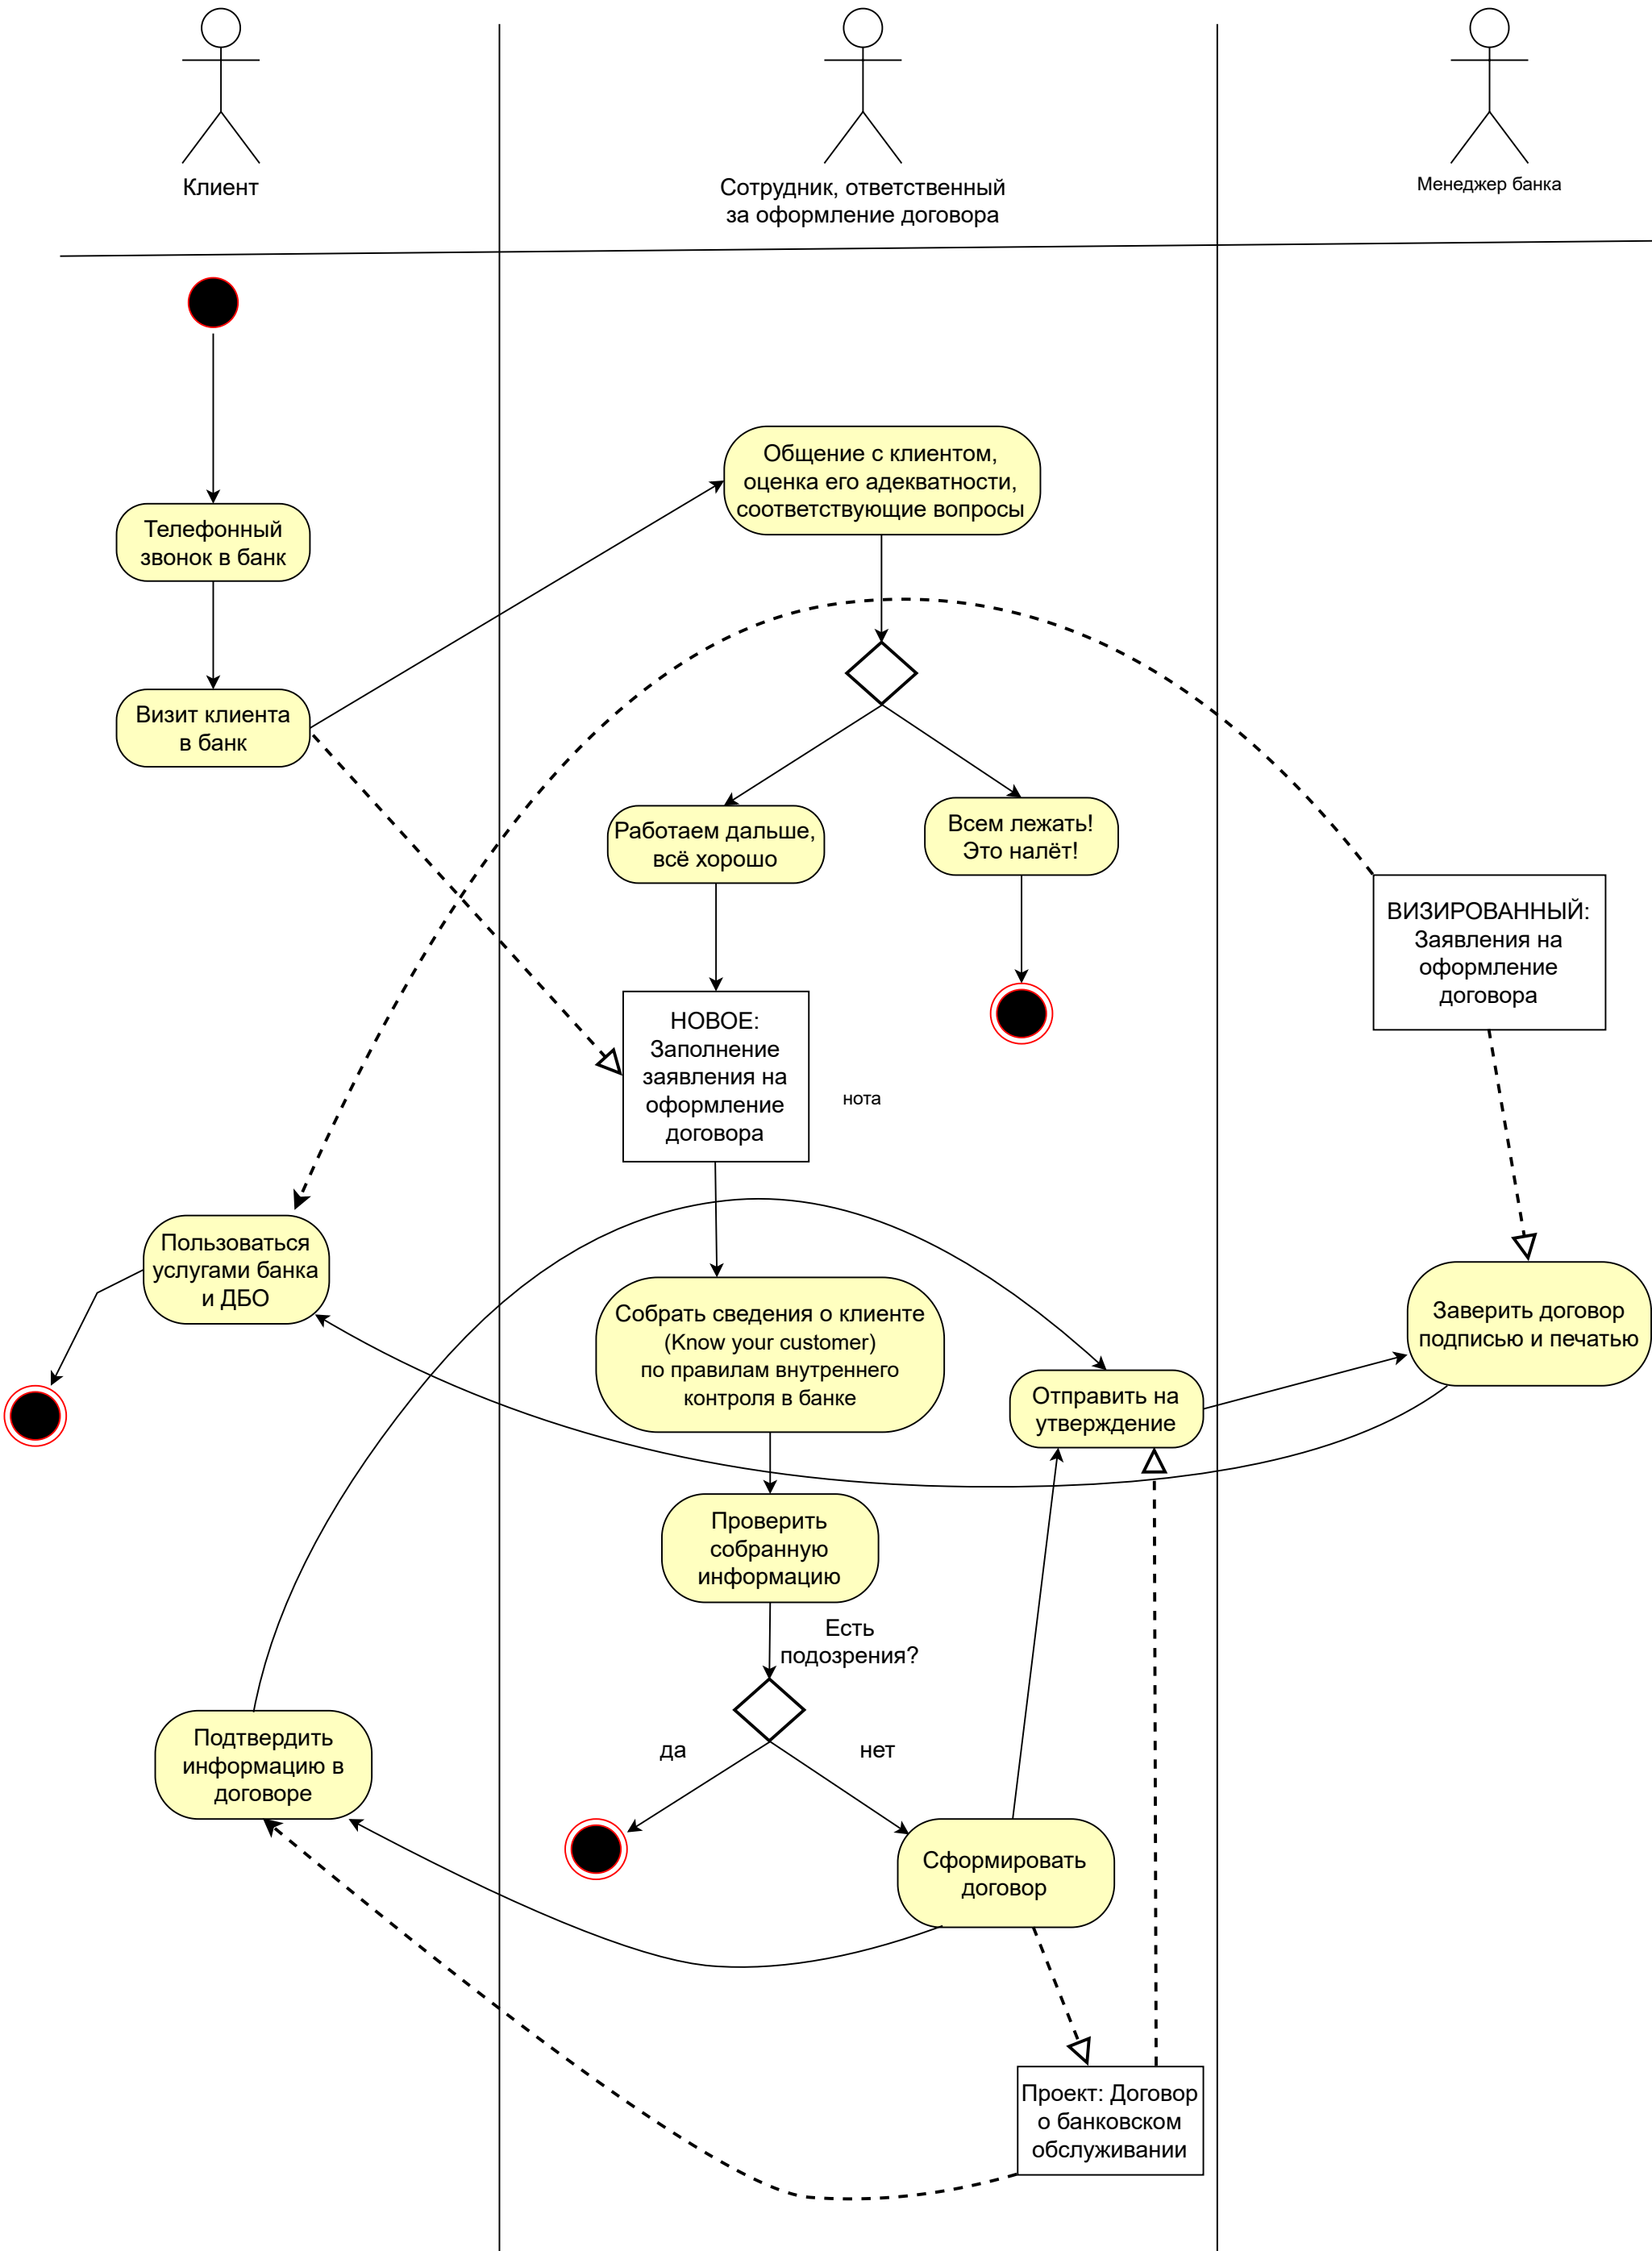 Клиент
Сотрудник, ответственный
за оформление договора
Менеджер банка
Общение с клиентом,
оценка его адекватности,
соответствующие вопросы
Телефонный
звонок в банк
Визит клиента
в банк
Работаем дальше,
всё хорошо
Всем лежать!
Это налёт!
ВИЗИРОВАННЫЙ:
Заявления на
оформление
договора
НОВОЕ:
Заполнение
заявления на
оформление
договора
нота
Пользоваться
услугами банка
и ДБО
Собрать сведения о клиенте
(Know your customer)
по правилам внутреннего
контроля в банке
Заверить договор
подписью и печатью
Отправить на
утверждение
Проверить
собранную
информацию
Есть
подозрения?
Подтвердить
информацию в
договоре
да
нет
Сформировать
договор
Проект: Договор
о банковском
обслуживании